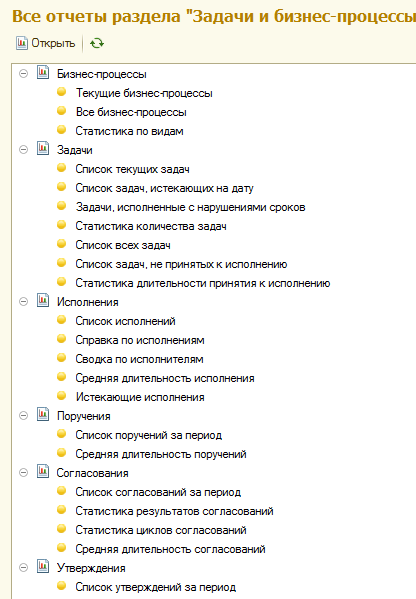 Все отчеты раздела "Задачи и бизнес-процессы
Открыть
Бизнес-процессы
Текущие бизнес-процессы
Все бизнес-процессы
Статистика по видам
Задачи
Список текущих задач
Список задач, истекающих на дату
Задачи, исполненные с нарушениями сроков
Статистика количества задач
Список всех задач
Список задач, не принятых к исполнению
Статистика длительности принятия к исполнению
Исполнения
Список исполнений
Справка по исполнениям
Сводка по исполнителям
Средняя длительность исполнения
Истекающие исполнения
Поручения
Список поручений за период
Средняя длительность поручений
Согласования
Список согласований за период
Статистика результатов согласований
Статистика циклов согласований
Средняя длительность согласований
Утверждения
Список утверждений за период